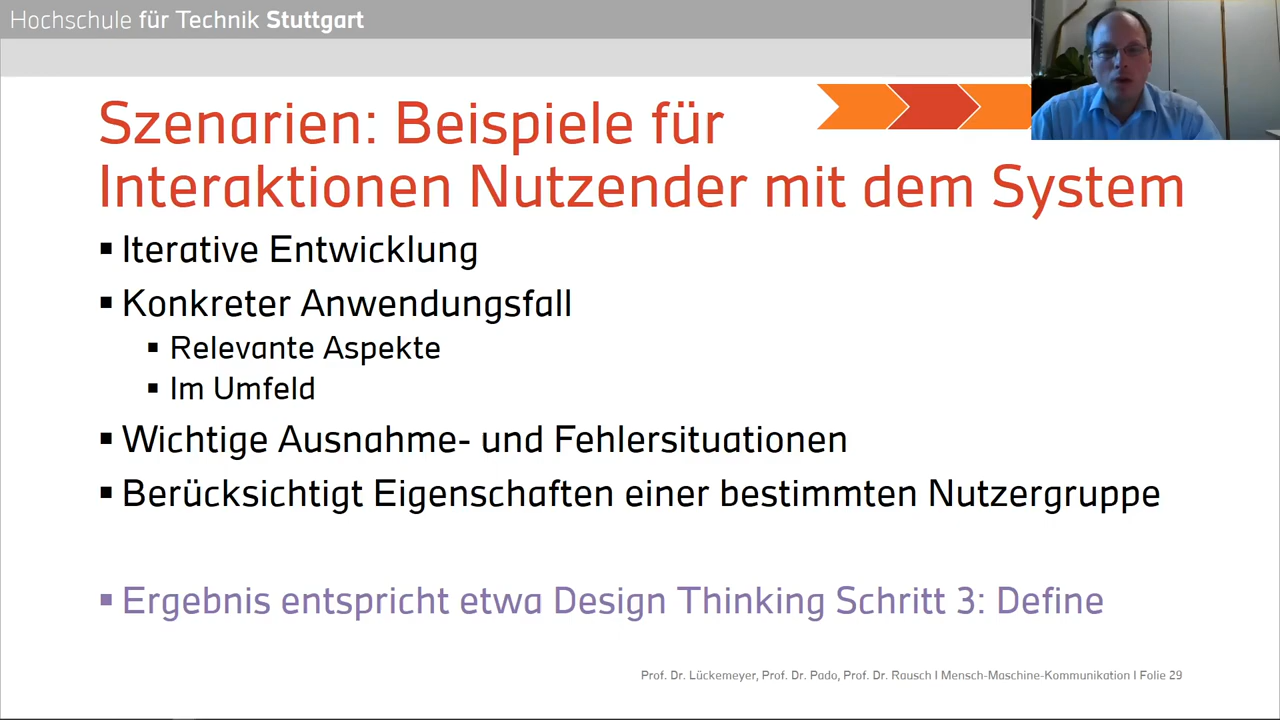 Hochschule für Technik Stuttgart
Szenarien: Beispiele für
Interaktionen Nutzender mit dem System
Iterative Entwicklung
Konkreter Anwendungsfall
Relevante Aspekte
Im Umfeld
Wichtige Ausnahme- und Fehlersituationen
Berücksichtigt Eigenschaften einer bestimmten Nutzergruppe
Ergebnis entspricht etwa Design Thinking Schritt 3: Define
Prof. Dr. Lückemeyer, Prof. Dr. Pado, Prof. Dr. Rausch I Mensch-Maschine-Kommunikation I Folie 29